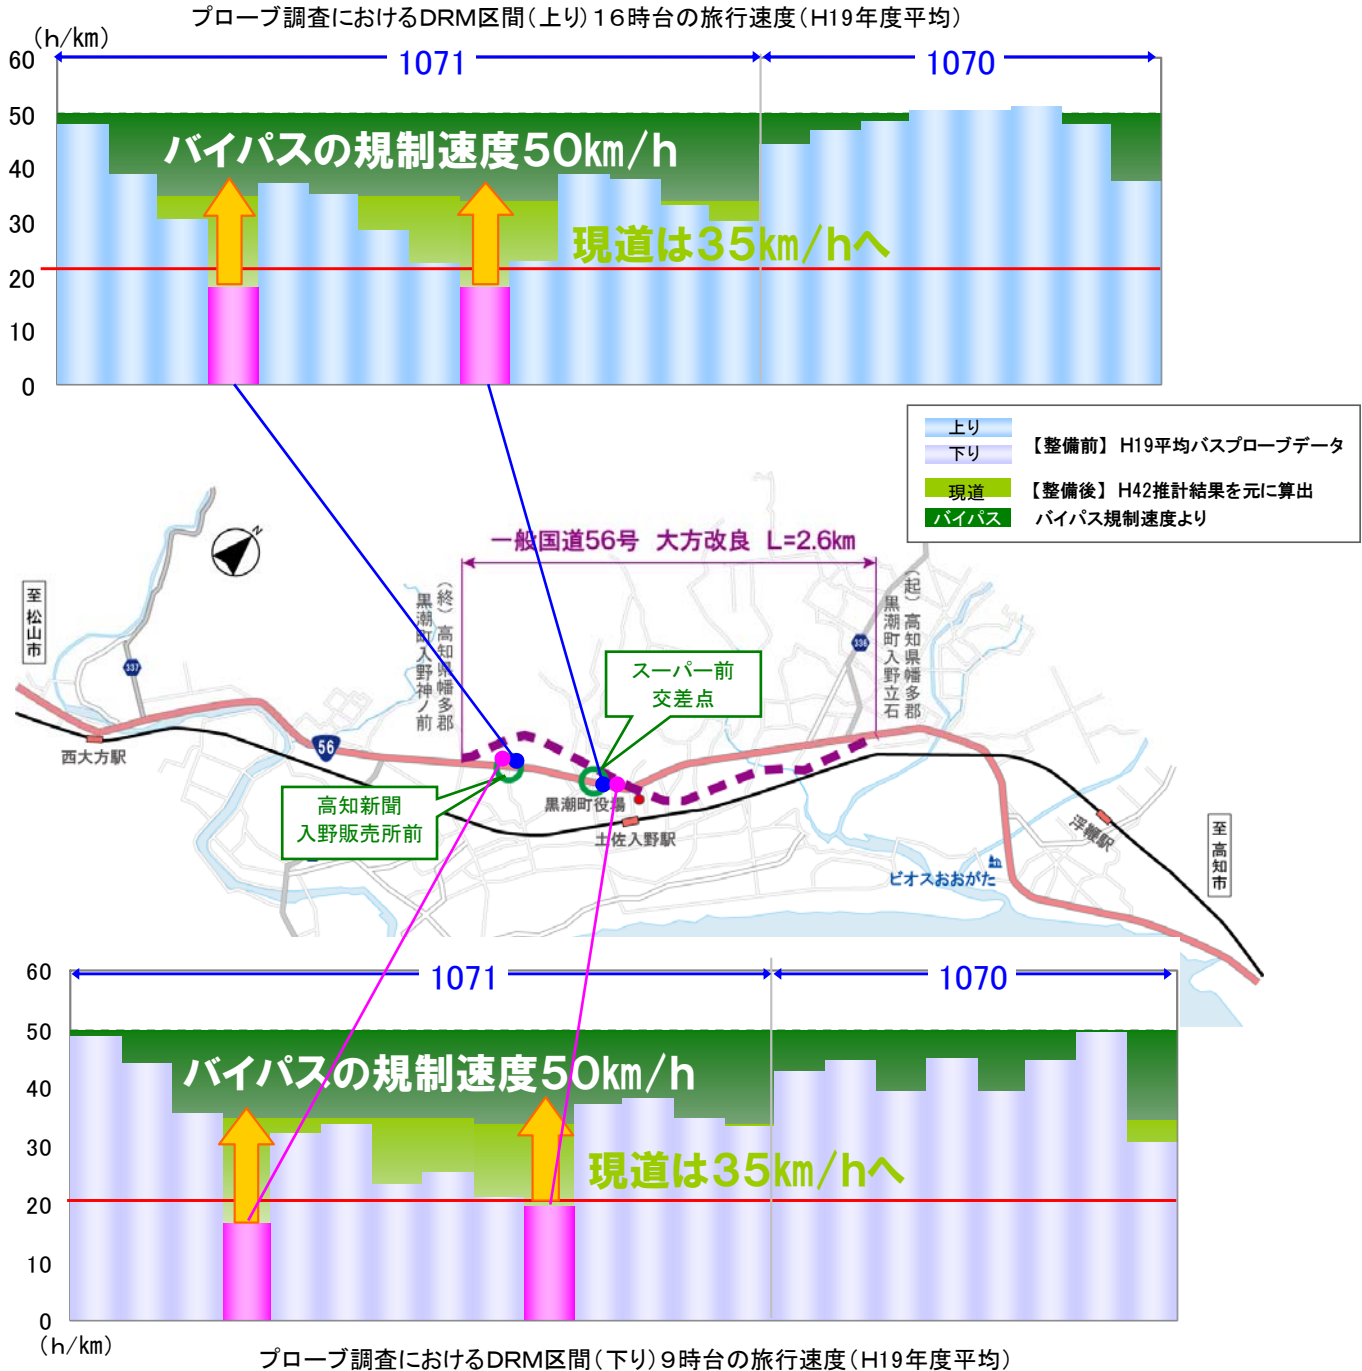 プローブ調査におけるDRM区間(上り)16時台の旅行速度(H19年度平均)
(h/km)
60
50
40
30
20
10
0
1071
1070
バイパスの規制速度50km/h
現道は35km/hへ
上り
下り
【整備前】 H19平均バスプローブデータ
現道
【整備後】 H42推計結果を元に算出
バイパス
バイパス規制速度より
N
一般国道56号 大方改良 L=2.6km
至松山市
337
(終)高知県幡多郡
黒潮町入野神ノ前
スーパー前
交差点
336
(起)高知県幡多郡
黒潮町入野立石
56
西大方駅
高知新聞
入野販売所前
黒潮町役場
土佐入野駅
浮鞭駅
ビオスおおがた
至高知市
60
50
40
30
20
10
0
(h/km)
1071
1070
バイパスの規制速度50km/h
現道は35km/hへ
プローブ調査におけるDRM区間(下り)9時台の旅行速度(H19年度平均)